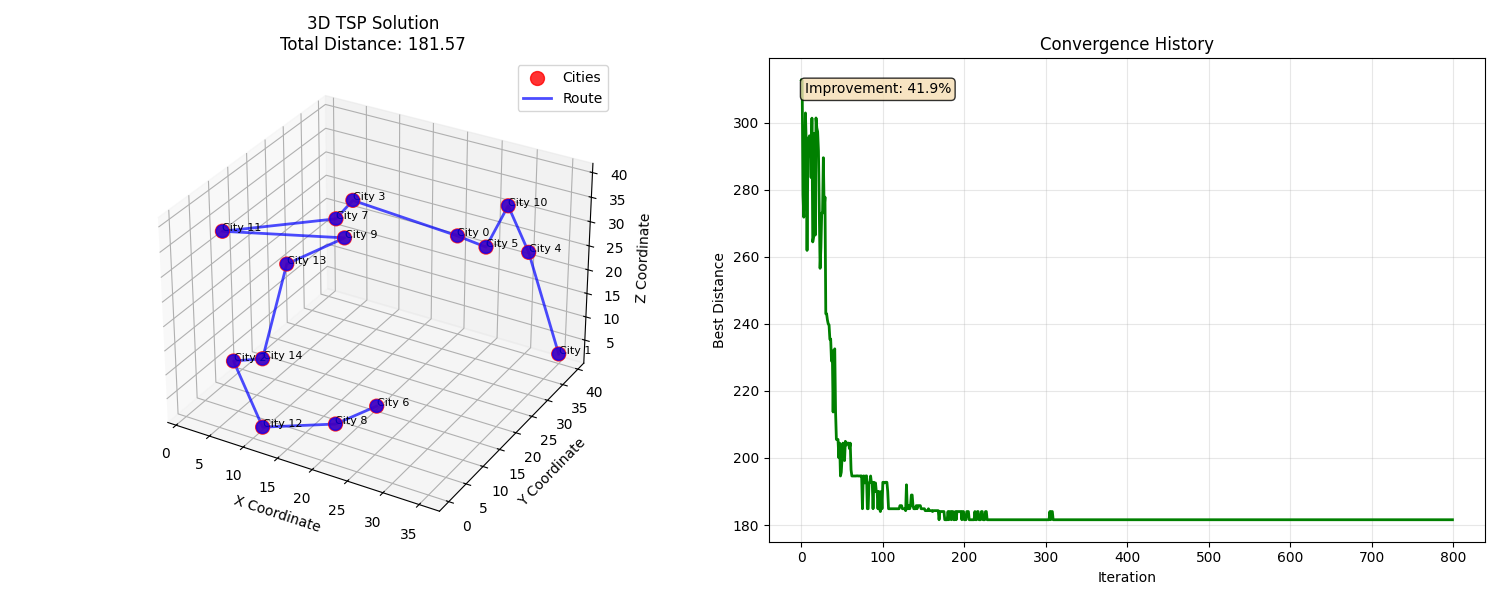 3D TSP Solution
Total Distance: 181.57
Cities
Route
City 3
City 7
City 11
City 9
City 13
City 0
City 5
City 10
City 4
City 1
City 14
City
City 6
City 8
City 12
0
5
10
15
20
25
30
35
X Coordinate
0
5
10
15
20
25
30
35
40
Y Coordinate
5
10
15
20
25
30
35
40
Z Coordinate
Convergence History
Improvement: 41.9%
300
280
260
240
220
200
180
Best Distance
0
100
200
300
400
500
600
700
800
Iteration